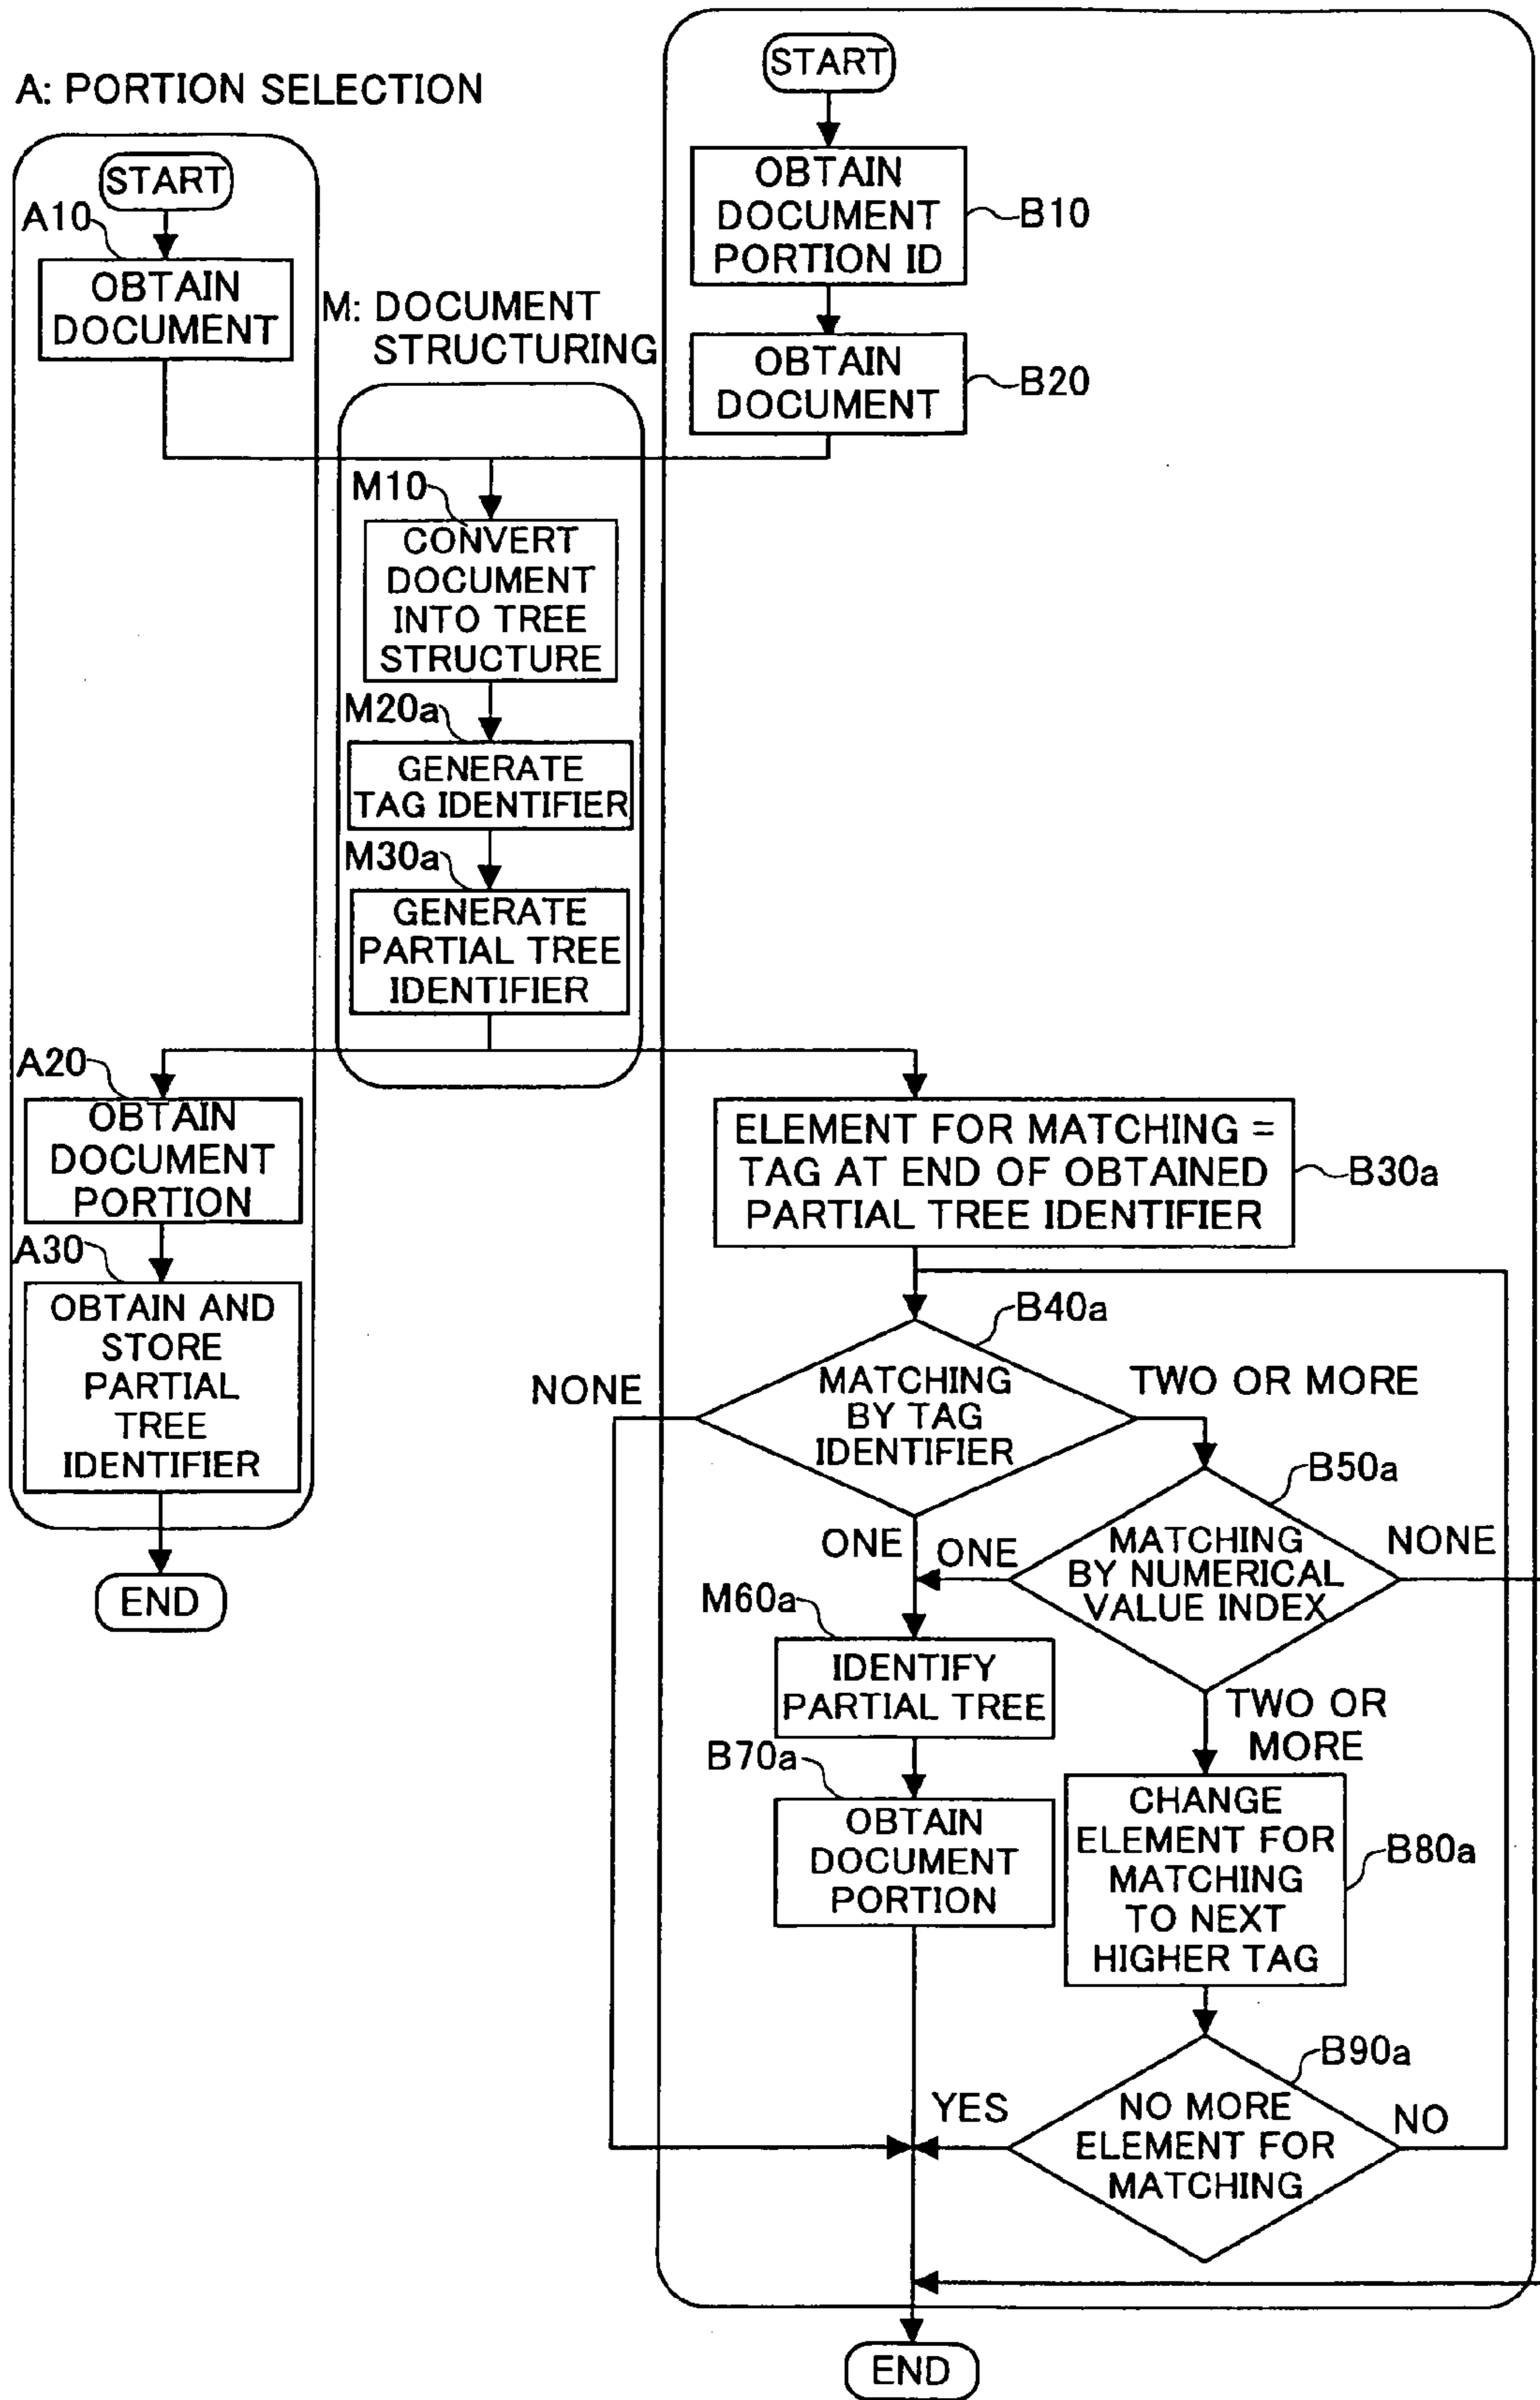 A: PORTION SELECTION
START
A10
OBTAIN
DOCUMENT
M: DOCUMENT
STRUCTURING
START
OBTAIN
DOCUMENT
PORTION ID
B10
OBTAIN
DOCUMENT
B20
M10
CONVERT
DOCUMENT
INTO TREE
STRUCTURE
M20a
GENERATE
TAG IDENTIFIER
M30a
GENERATE
PARTIAL TREE
IDENTIFIER
A20
OBTAIN
DOCUMENT
PORTION
A30
OBTAIN AND
STORE
PARTIAL
TREE
IDENTIFIER
END
ELEMENT FOR MATCHING =
TAG AT END OF OBTAINED
PARTIAL TREE IDENTIFIER
B30a
B40a
NONE
MATCHING
BY TAG
IDENTIFIER
TWO OR MORE
B50a
ONE
ONE
MATCHING
BY NUMERICAL
VALUE INDEX
NONE
M60a
IDENTIFY
PARTIAL TREE
TWO OR
MORE
B70a
OBTAIN
DOCUMENT
PORTION
CHANGE
ELEMENT FOR
MATCHING
TO NEXT
HIGHER TAG
B80a
B90a
YES
NO MORE
ELEMENT FOR
MATCHING
NO
END